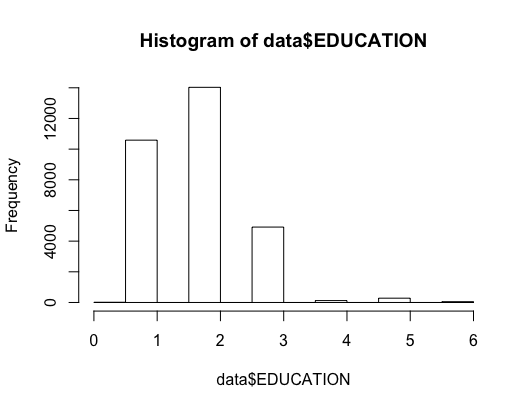 Histogram of data$EDUCATION
Frequency
12000
8000
4000
0
0 1 2 3 4 5 6
data$EDUCATION